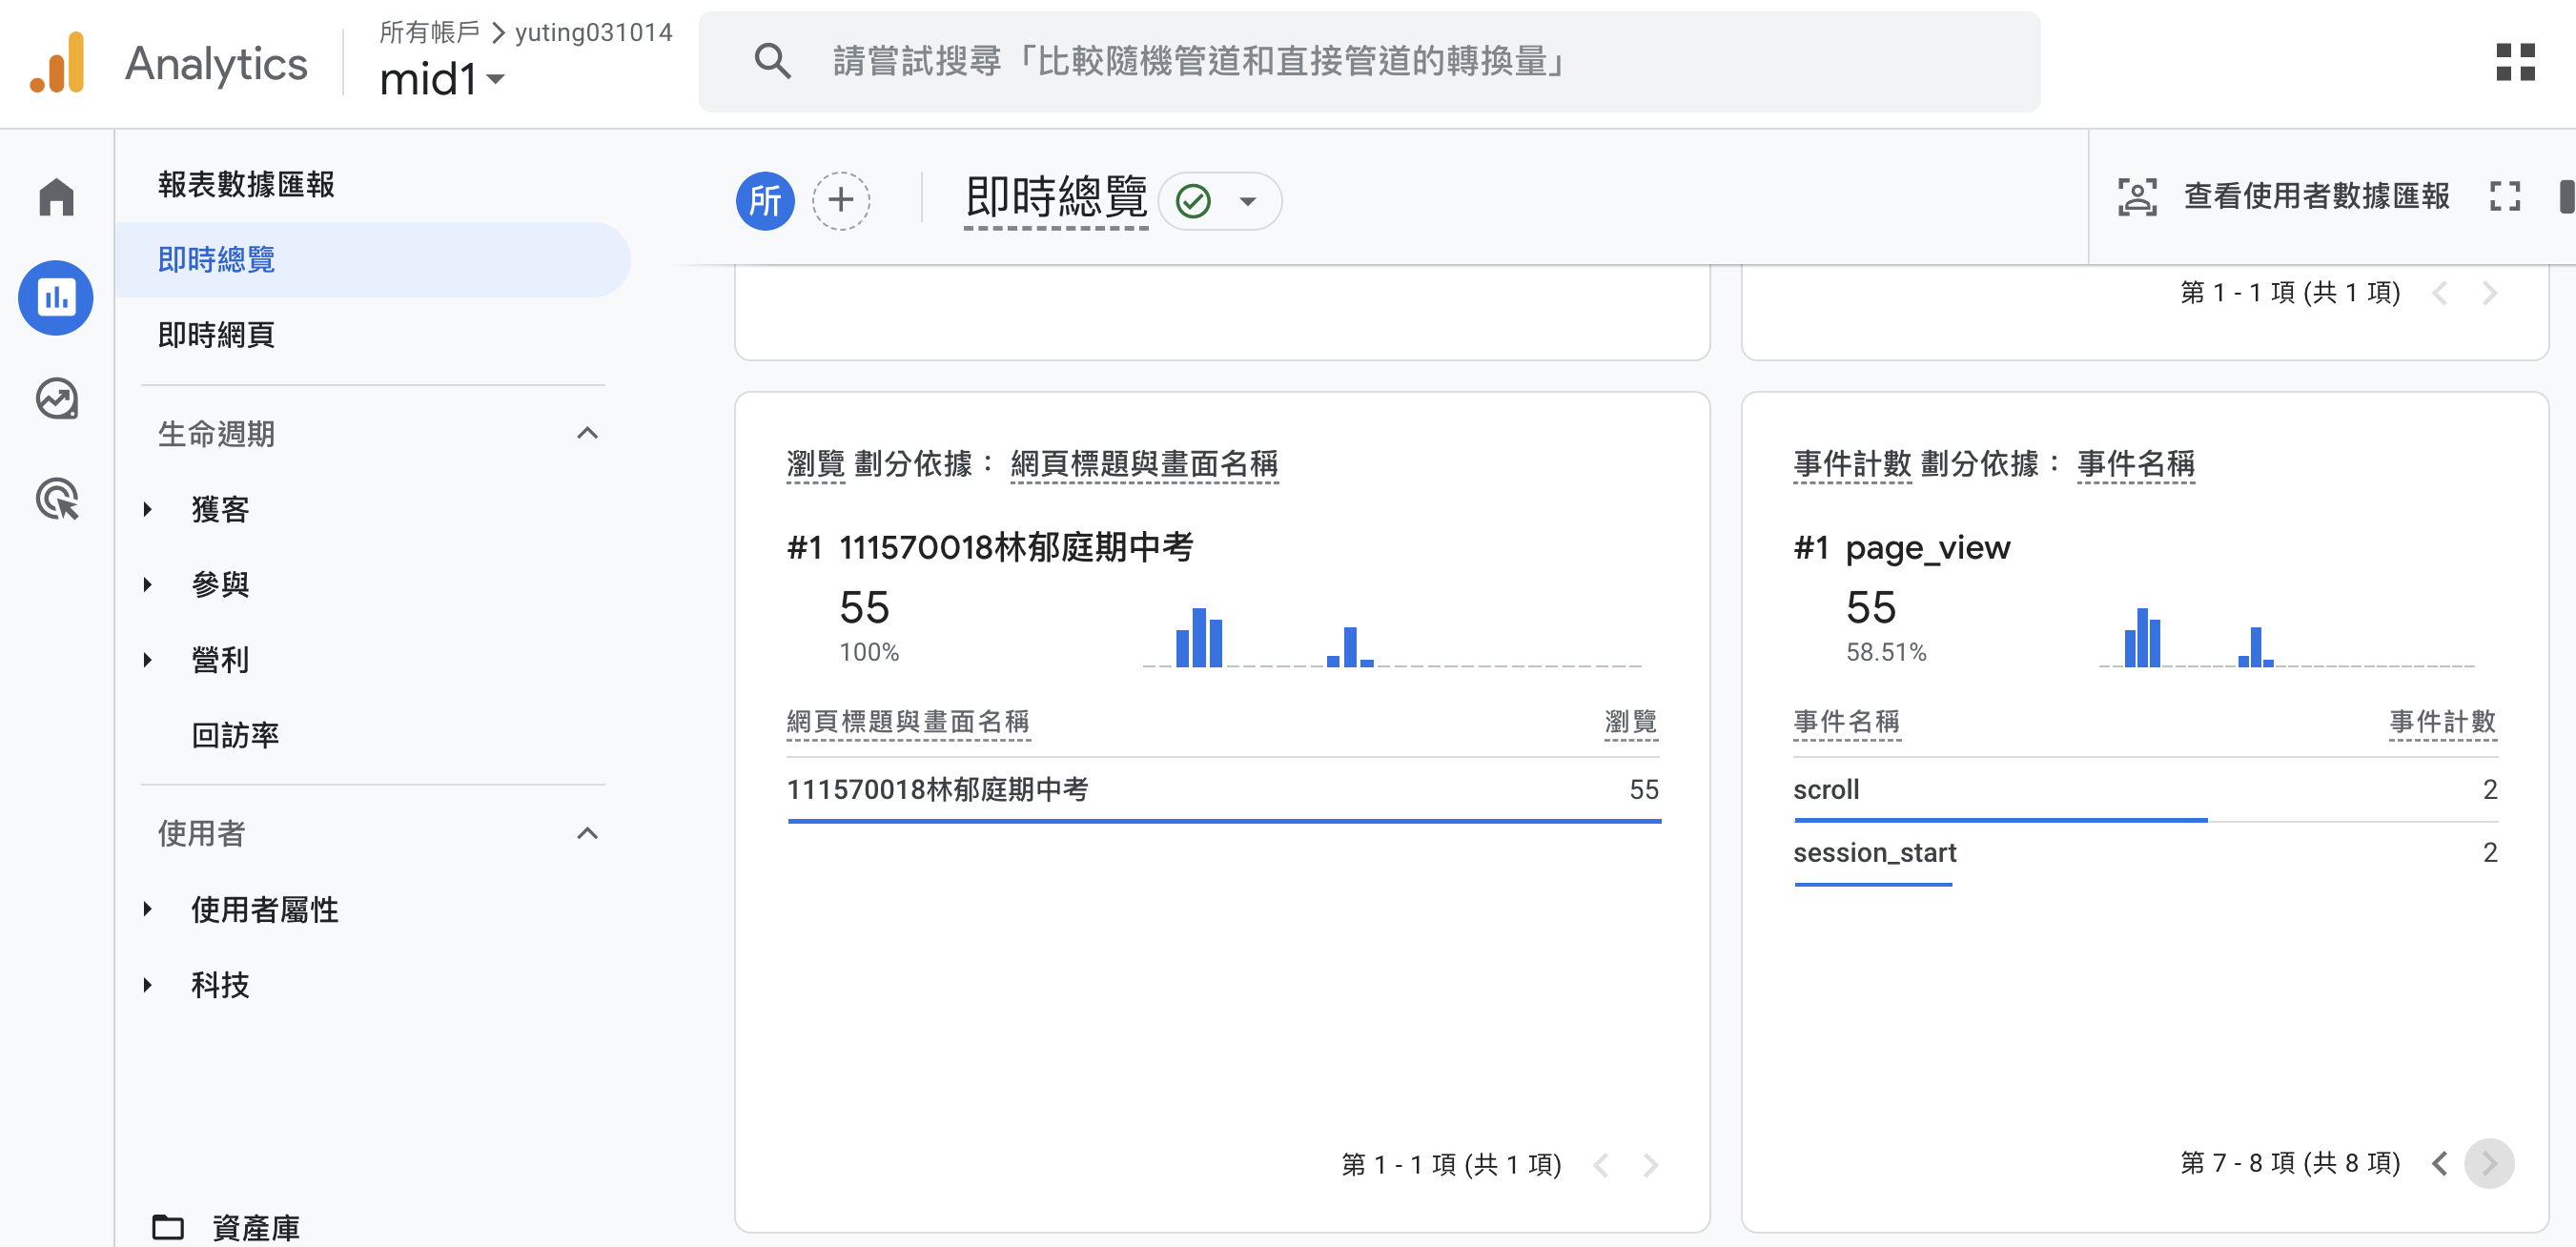 Analytics
所有帳戶 > yuting031014
mid1
請嘗試搜尋「比較隨機管道和直接管道的轉換量」
報表數據匯報
即時總覽
即時網頁
生命週期
獲客
參與
營利
回訪率
使用者
使用者屬性
科技
資產庫
所
即時總覽
查看使用者數據匯報
第 1 - 1 項 (共 1 項)
瀏覽 劃分依據： 網頁標題與畫面名稱
#1 111570018林郁庭期中考
55
100%
網頁標題與畫面名稱 瀏覽
111570018林郁庭期中考 55
第 1 - 1 項 (共 1 項)
事件計數 劃分依據： 事件名稱
#1 page_view
55
58.51%
事件名稱 事件計數
scroll 2
session_start 2
第 7 - 8 項 (共 8 項)